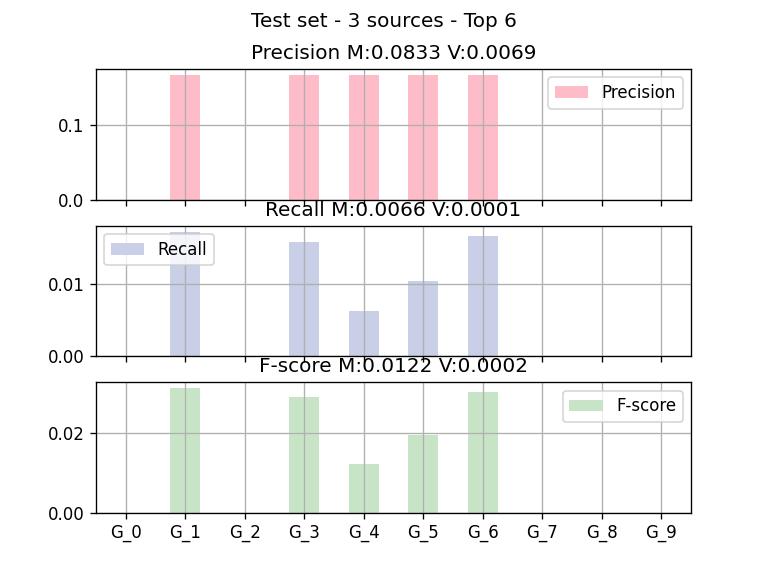 Test set - 3 sources - Top 6
Precision M:0.0833 V:0.0069
Precision
0.1
0.0
Recall M:0.0066 V:0.0001
Recall
0.01
0.00
F-score M:0.0122 V:0.0002
F-score
0.02
0.00
G_0 G_1 G_2 G_3 G_4 G_5 G_6 G_7 G_8 G_9